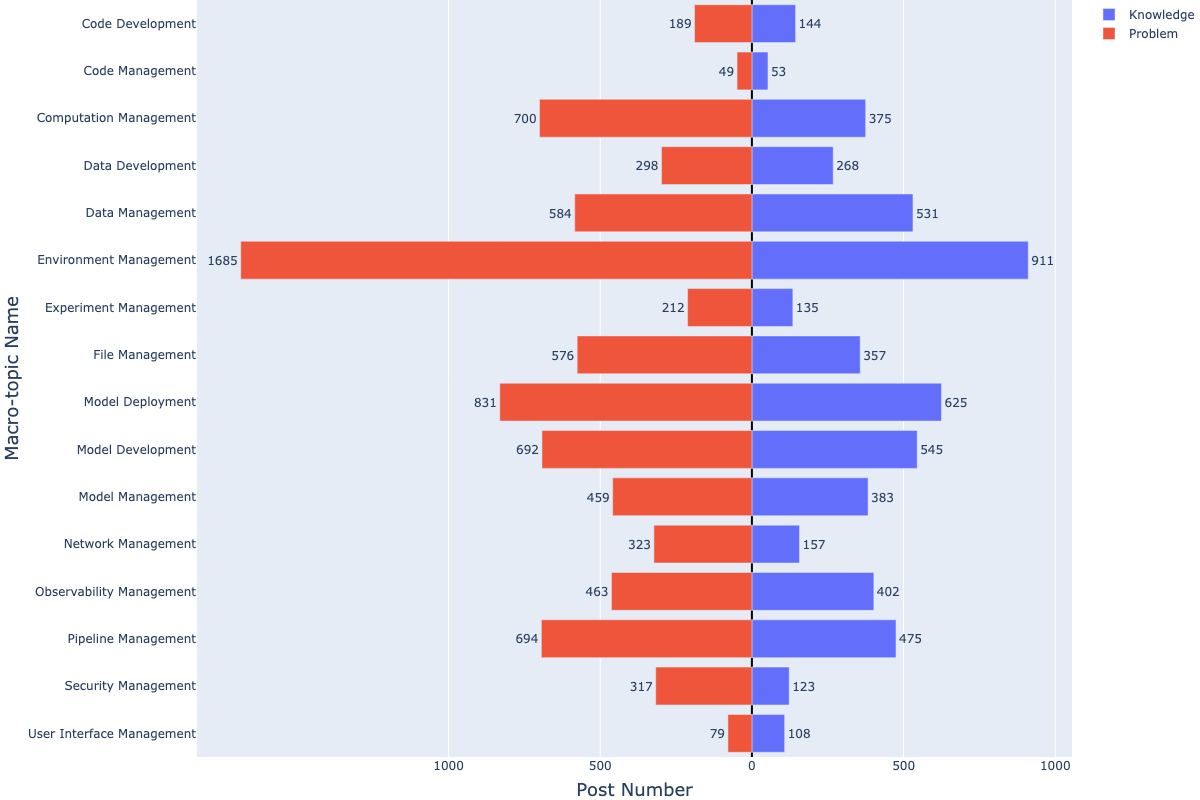 Knowledge
Problem
Macro-topic Name
Code Development 189 144
Code Management 49 53
Computation Management 700 375
Data Development 298 268
Data Management 584 531
Environment Management 1685 911
Experiment Management 212 135
File Management 576 357
Model Deployment 831 625
Model Development 692 545
Model Management 459 383
Network Management 323 157
Observability Management 463 402
Pipeline Management 694 475
Security Management 317 123
User Interface Management 79 108
1000 500 0 500 1000
Post Number